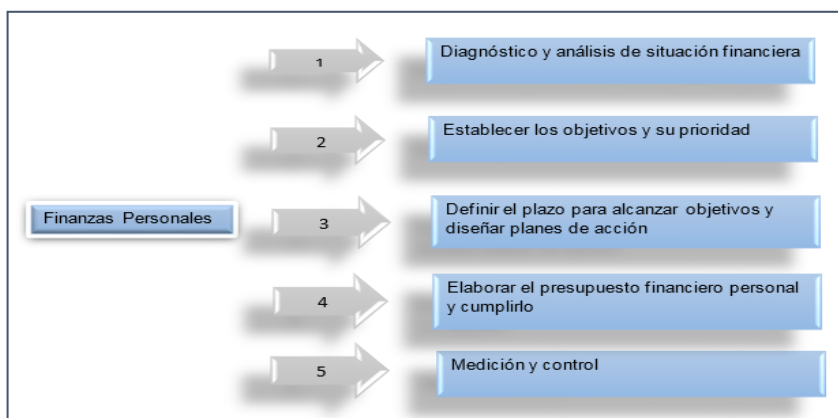 1
Diagnóstico y análisis de situación financiera
2
Establecer los objetivos y su prioridad
Finanzas Personales
3
Definir el plazo para alcanzar objetivos y
diseñar planes de acción
4
Elaborar el presupuesto financiero personal
y cumplirlo
5
Medición y control